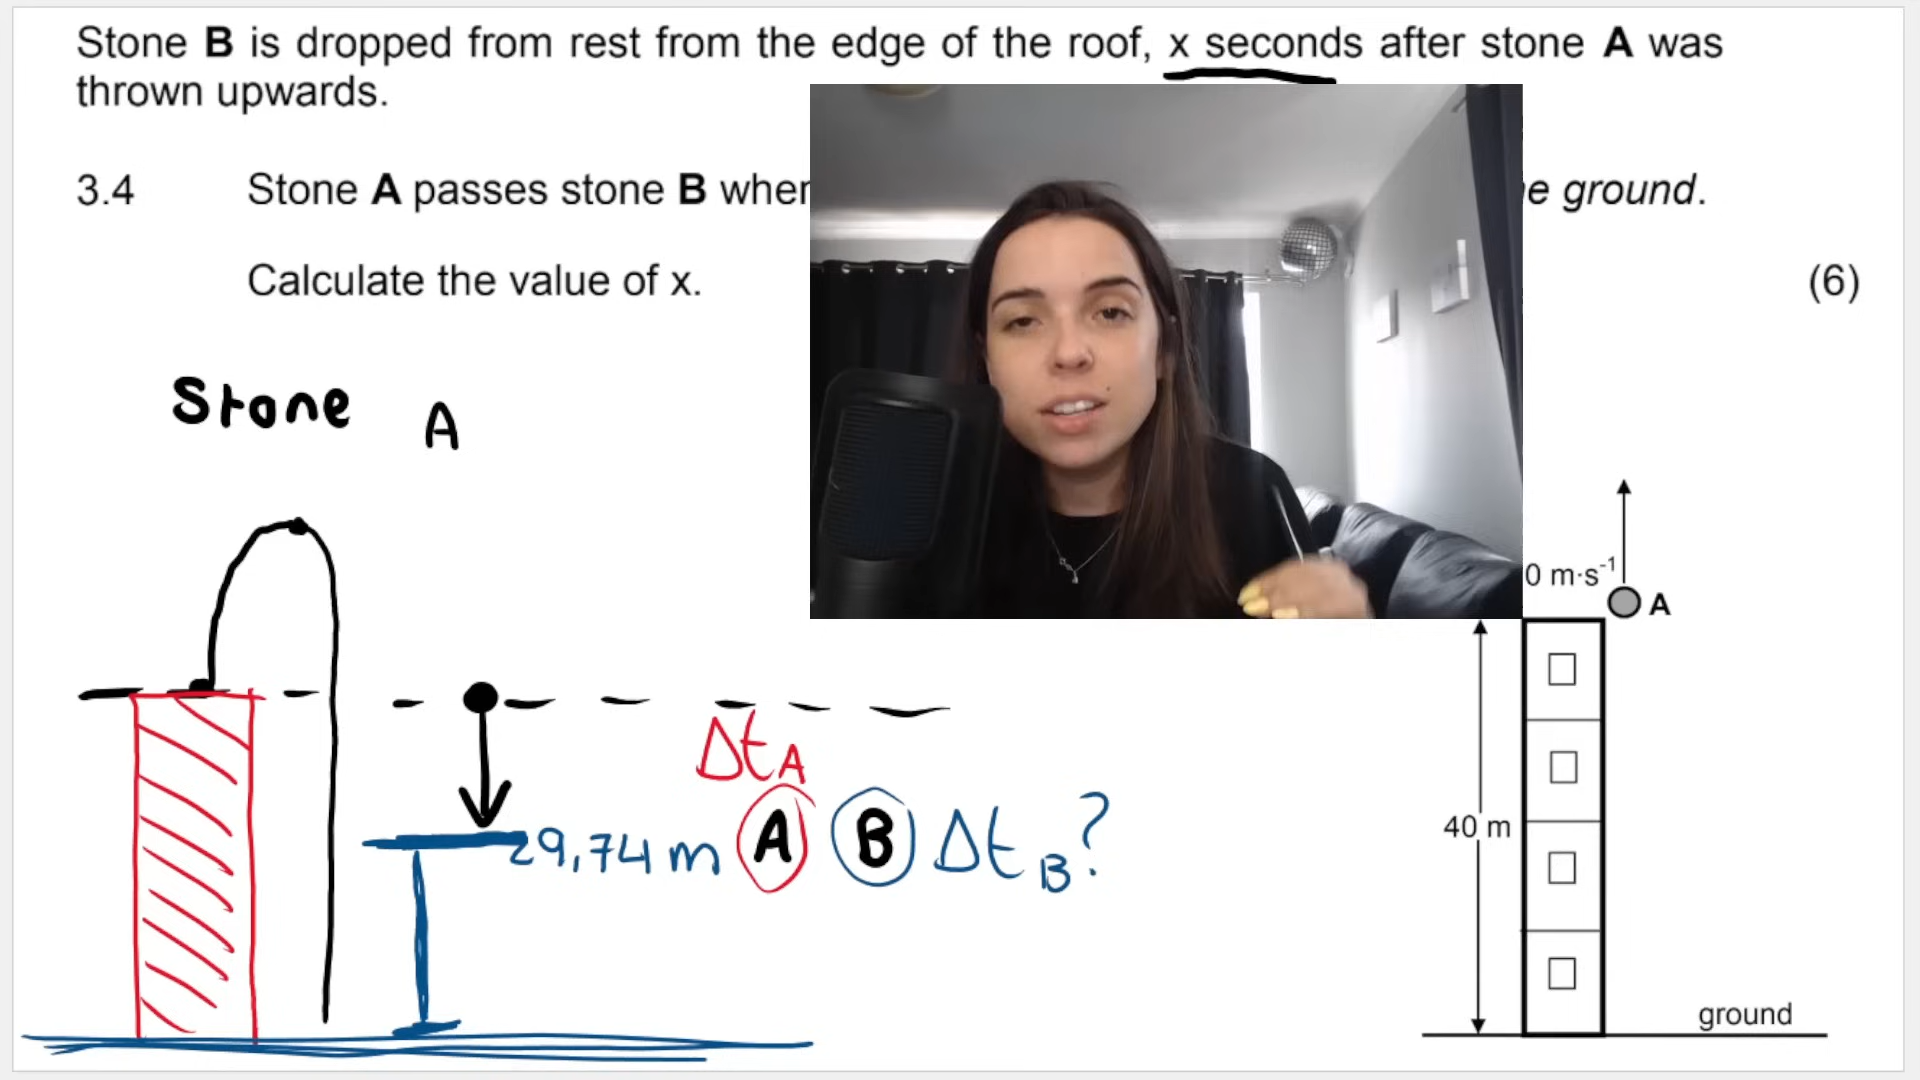 Stone B is dropped from rest from the edge of the roof, x seconds after stone A was
thrown upwards.
3.4 Stone A passes stone B when
ground.
Calculate the value of x.
(6)
Stone A
0 m·s⁻¹
A
ΔtA
29,74 m A B ΔtB?
40 m
ground